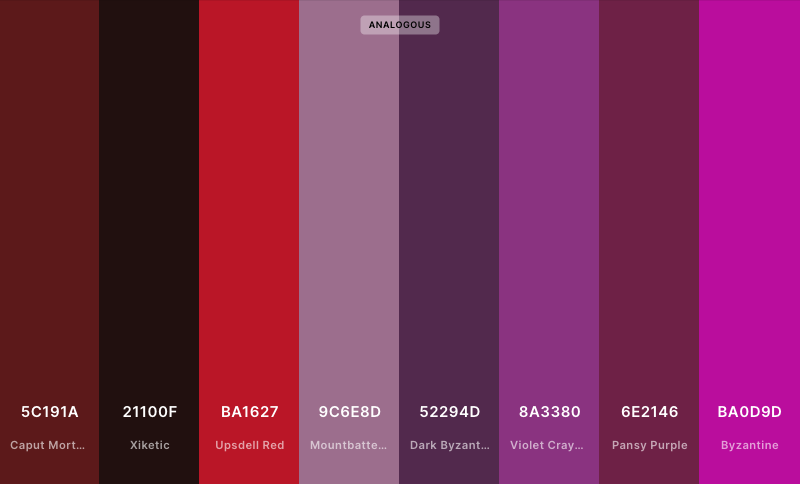 ANALOGOUS
5C191A 21100F BA1627 9C6E8D 52294D 8A3380 6E2146 BA0D9D
Caput Mort... Xiketic Upsdell Red Mountbatte... Dark Byzant... Violet Cray... Pansy Purple Byzantine